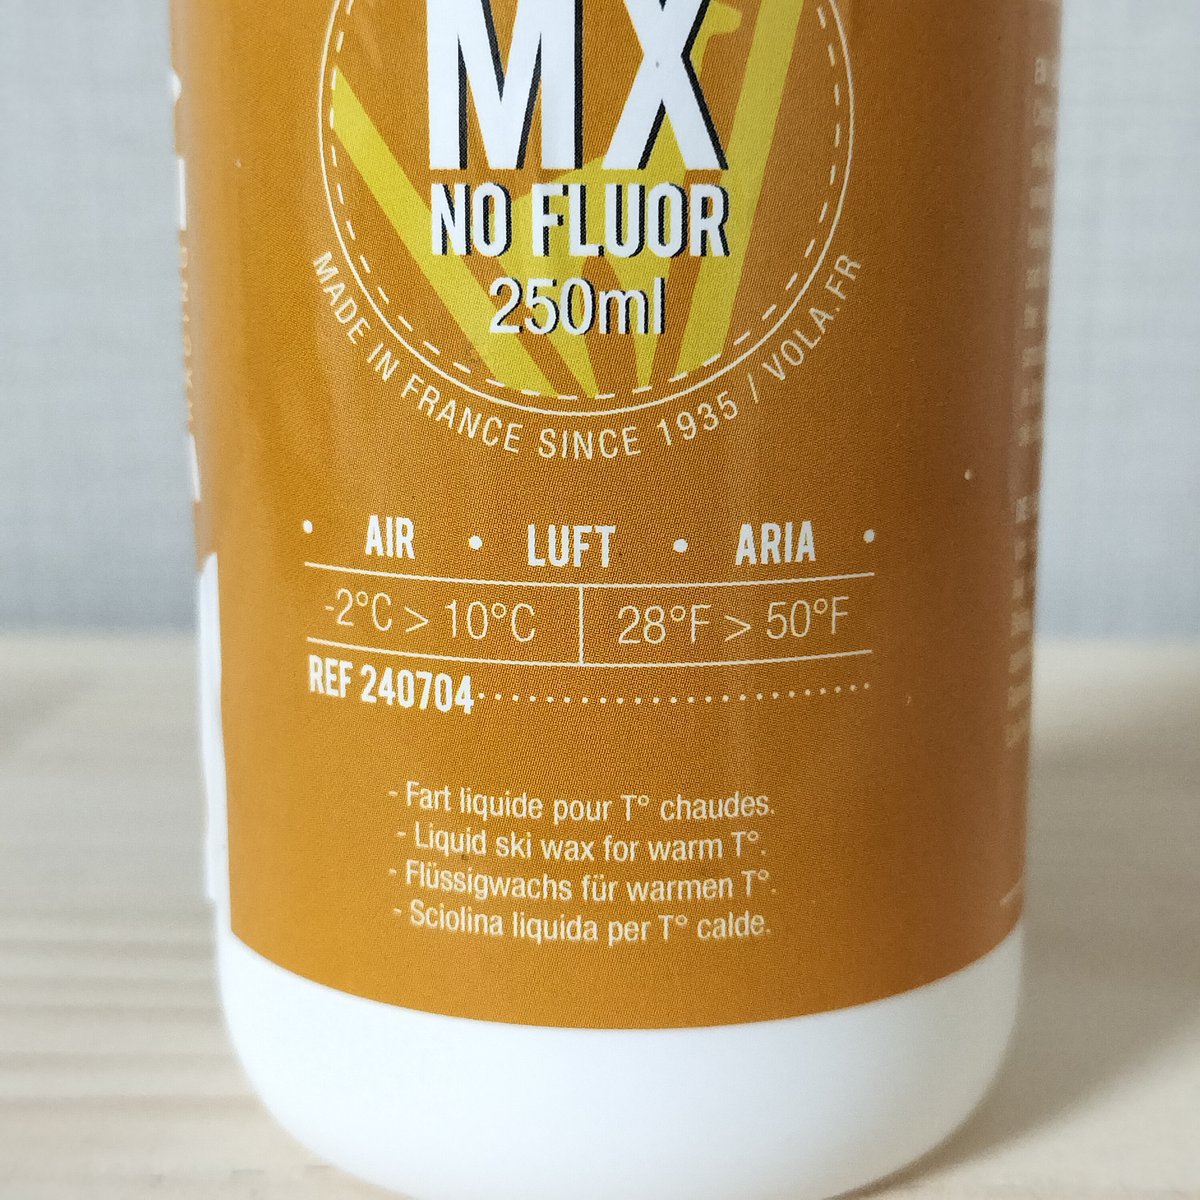 MX
NO FLUOR
250ml
MADE IN FRANCE SINCE 1935 / VOLA.FR
• AIR • LUFT • ARIA •
-2°C > 10°C | 28°F > 50°F
REF 240704
- Fart liquide pour T° chaudes.
- Liquid ski wax for warm T°.
- Flüssigwachs für warmen T°.
- Sciolina liquida per T° calde.